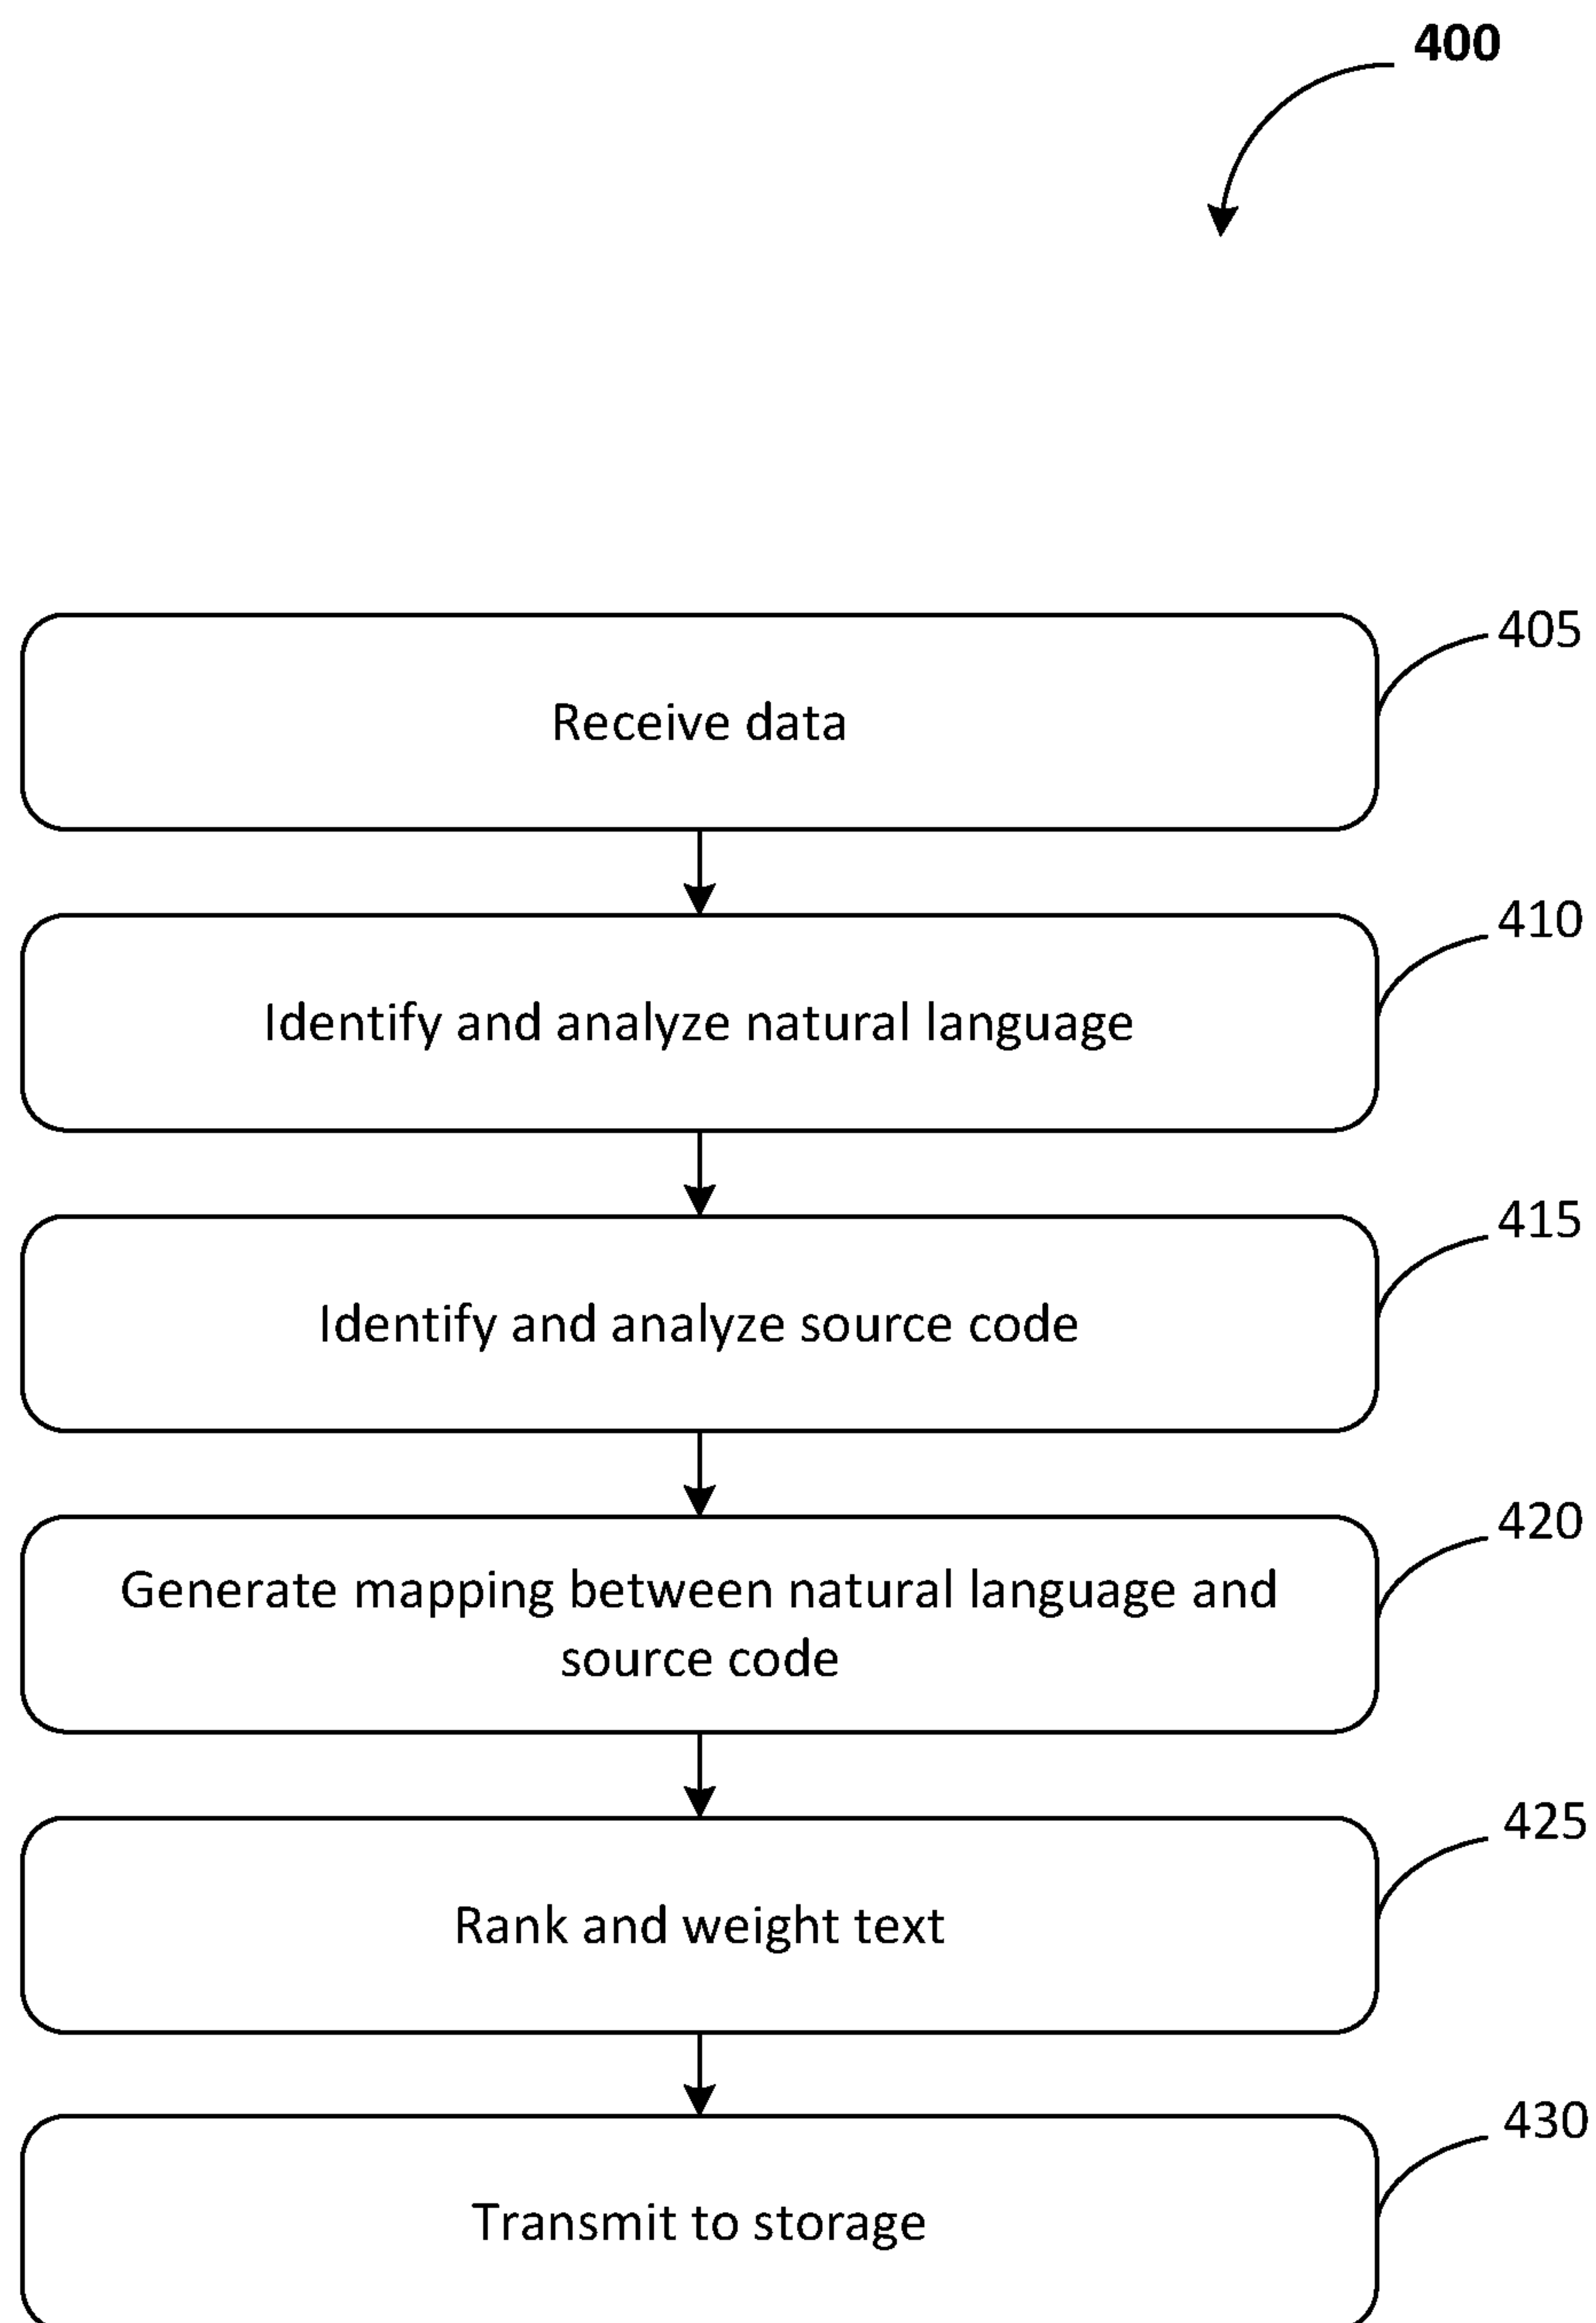 400
405
Receive data
410
Identify and analyze natural language
415
Identify and analyze source code
420
Generate mapping between natural language and
source code
425
Rank and weight text
430
Transmit to storage